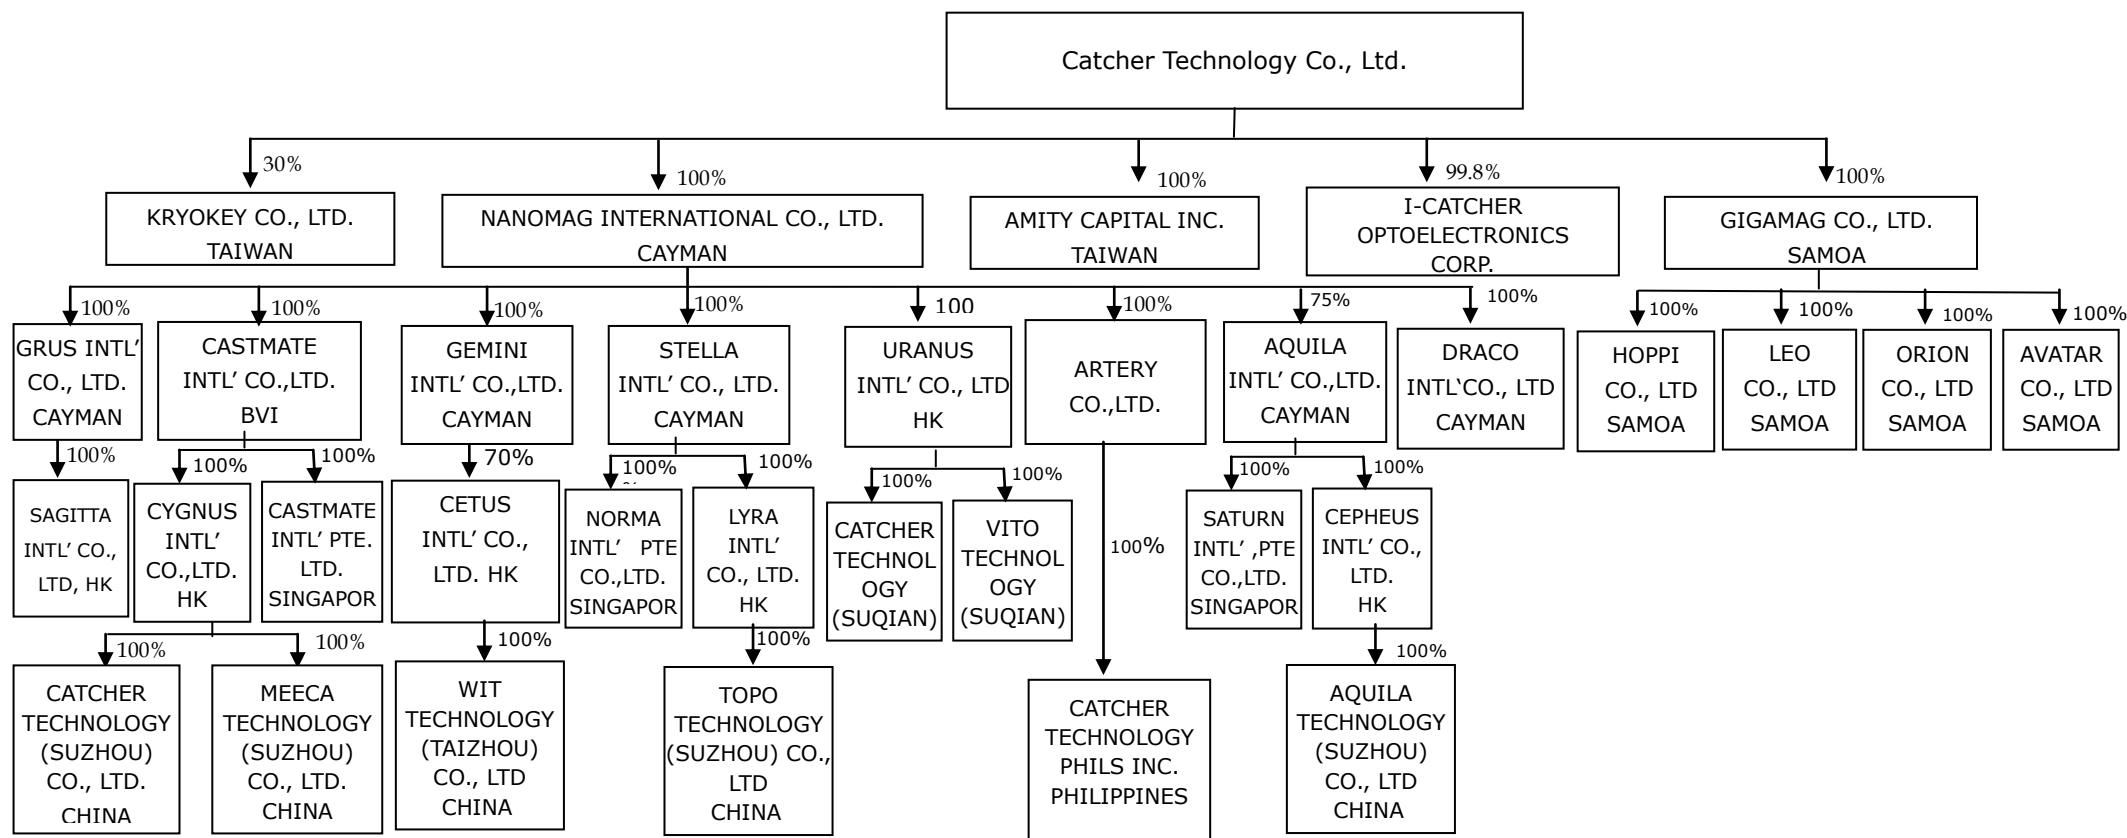 Catcher Technology Co., Ltd.
30%
100%
100%
99.8%
100%
KRYOKEY CO., LTD.
TAIWAN
NANOMAG INTERNATIONAL CO., LTD.
CAYMAN
AMITY CAPITAL INC.
TAIWAN
I-CATCHER
OPTOELECTRONICS
CORP.
GIGAMAG CO., LTD.
SAMOA
100%
100%
100%
100%
100
100%
75%
100%
100%
100%
100%
100%
GRUS INTL'
CO., LTD.
CAYMAN
CASTMATE
INTL' CO.,LTD.
BVI
GEMINI
INTL' CO.,LTD.
CAYMAN
STELLA
INTL' CO., LTD.
CAYMAN
URANUS
INTL' CO., LTD
HK
ARTERY
CO.,LTD.
AQUILA
INTL' CO.,LTD.
CAYMAN
DRACO
INTL‘CO., LTD
CAYMAN
HOPPI
CO., LTD
SAMOA
LEO
CO., LTD
SAMOA
ORION
CO., LTD
SAMOA
AVATAR
CO., LTD
SAMOA
100%
100%
100%
70%
100%
100%
100%
100%
100%
100%
100%
SAGITTA
INTL' CO.,
LTD, HK
CYGNUS
INTL'
CO.,LTD.
HK
CASTMATE
INTL' PTE.
LTD.
SINGAPOR
CETUS
INTL' CO.,
LTD. HK
NORMA
INTL' PTE
CO.,LTD.
SINGAPOR
LYRA
INTL'
CO., LTD.
HK
CATCHER
TECHNOL
OGY
(SUQIAN)
VITO
TECHNOL
OGY
(SUQIAN)
SATURN
INTL' ,PTE
CO.,LTD.
SINGAPOR
CEPHEUS
INTL' CO.,
LTD.
HK
100%
100%
100%
100%
100%
CATCHER
TECHNOLOGY
(SUZHOU)
CO., LTD.
CHINA
MEECA
TECHNOLOGY
(SUZHOU)
CO., LTD.
CHINA
WIT
TECHNOLOGY
(TAIZHOU)
CO., LTD
CHINA
TOPO
TECHNOLOGY
(SUZHOU) CO.,
LTD
CHINA
CATCHER
TECHNOLOGY
PHILS INC.
PHILIPPINES
AQUILA
TECHNOLOGY
(SUZHOU)
CO., LTD
CHINA